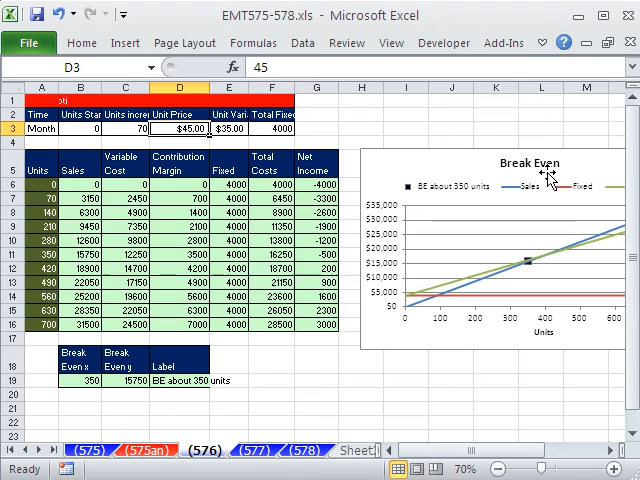 EMT575-578.xls - Microsoft Excel
File Home Insert Page Layout Formulas Data Review View Developer Add-Ins
D3 fx 45
A B C D E F G H I J K L M
1 oti
2 Time Units Star Units increr Unit Price Unit Varia Total Fixed
3 Month 0 70 $45.00 $35.00 4000
4
5 Units Sales Variable Cost Contribution Margin Fixed Total Costs Net Income
6 0 0 0 0 4000 4000 -4000
7 70 3150 2450 700 4000 6450 -3300
8 140 6300 4900 1400 4000 8900 -2600
9 210 9450 7350 2100 4000 11350 -1900
10 280 12600 9800 2800 4000 13800 -1200
11 350 15750 12250 3500 4000 16250 -500
12 420 18900 14700 4200 4000 18700 200
13 490 22050 17150 4900 4000 21150 900
14 560 25200 19600 5600 4000 23600 1600
15 630 28350 22050 6300 4000 26050 2300
16 700 31500 24500 7000 4000 28500 3000
17
18 Break Even x Break Even y Label
19 350 15750 BE about 350 units
20
21
22
23
Break Even
BE about 350 units Sales Fixed
$35,000
$30,000
$25,000
$20,000
$15,000
$10,000
$5,000
$0
0 100 200 300 400 500 600
Units
(575) (575an) (576) (577) (578) Sheet2
Ready 70%